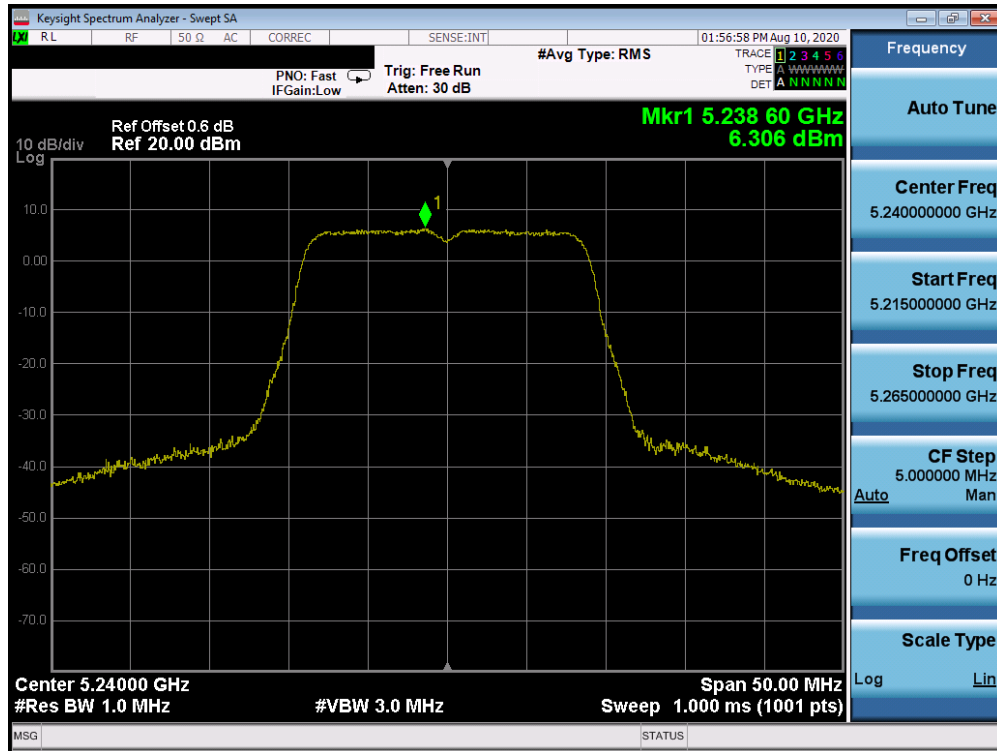 Keysight Spectrum Analyzer - Swept SA
LXI RL RF 50 Ω AC CORREC SENSE:INT 01:56:58 PM Aug 10, 2020
#Avg Type: RMS
TRACE 1 2 3 4 5 6
TYPE A WWWWW
DET A N N N N N
PNO: Fast
IFGain:Low
Trig: Free Run
Atten: 30 dB
Mkr1 5.238 60 GHz
6.306 dBm
10 dB/div
Log
Ref Offset 0.6 dB
Ref 20.00 dBm
1
10.0
0.00
-10.0
-20.0
-30.0
-40.0
-50.0
-60.0
-70.0
Center 5.24000 GHz
Span 50.00 MHz
#Res BW 1.0 MHz
#VBW 3.0 MHz
Sweep 1.000 ms (1001 pts)
MSG
STATUS
Frequency
Auto Tune
Center Freq
5.240000000 GHz
Start Freq
5.215000000 GHz
Stop Freq
5.265000000 GHz
CF Step
5.000000 MHz
Auto Man
Freq Offset
0 Hz
Scale Type
Log Lin